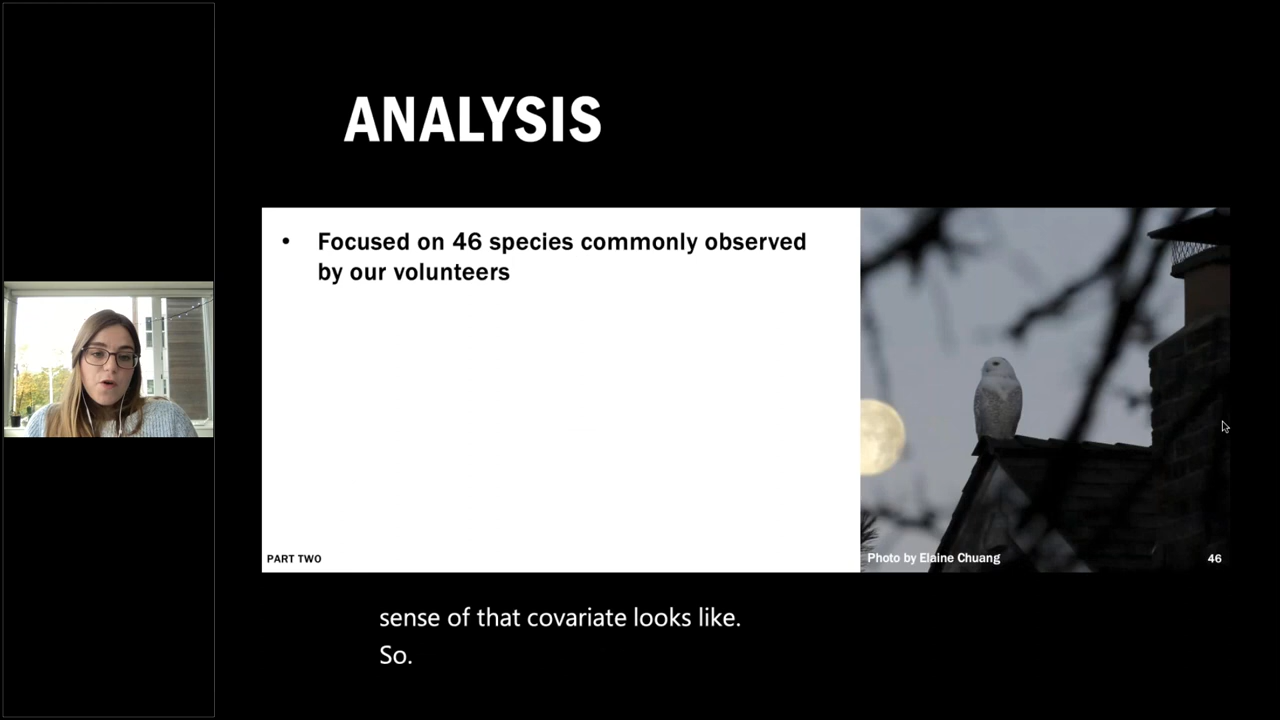 ANALYSIS
• Focused on 46 species commonly observed
by our volunteers
PART TWO
Photo by Elaine Chuang
46
sense of that covariate looks like.
So.